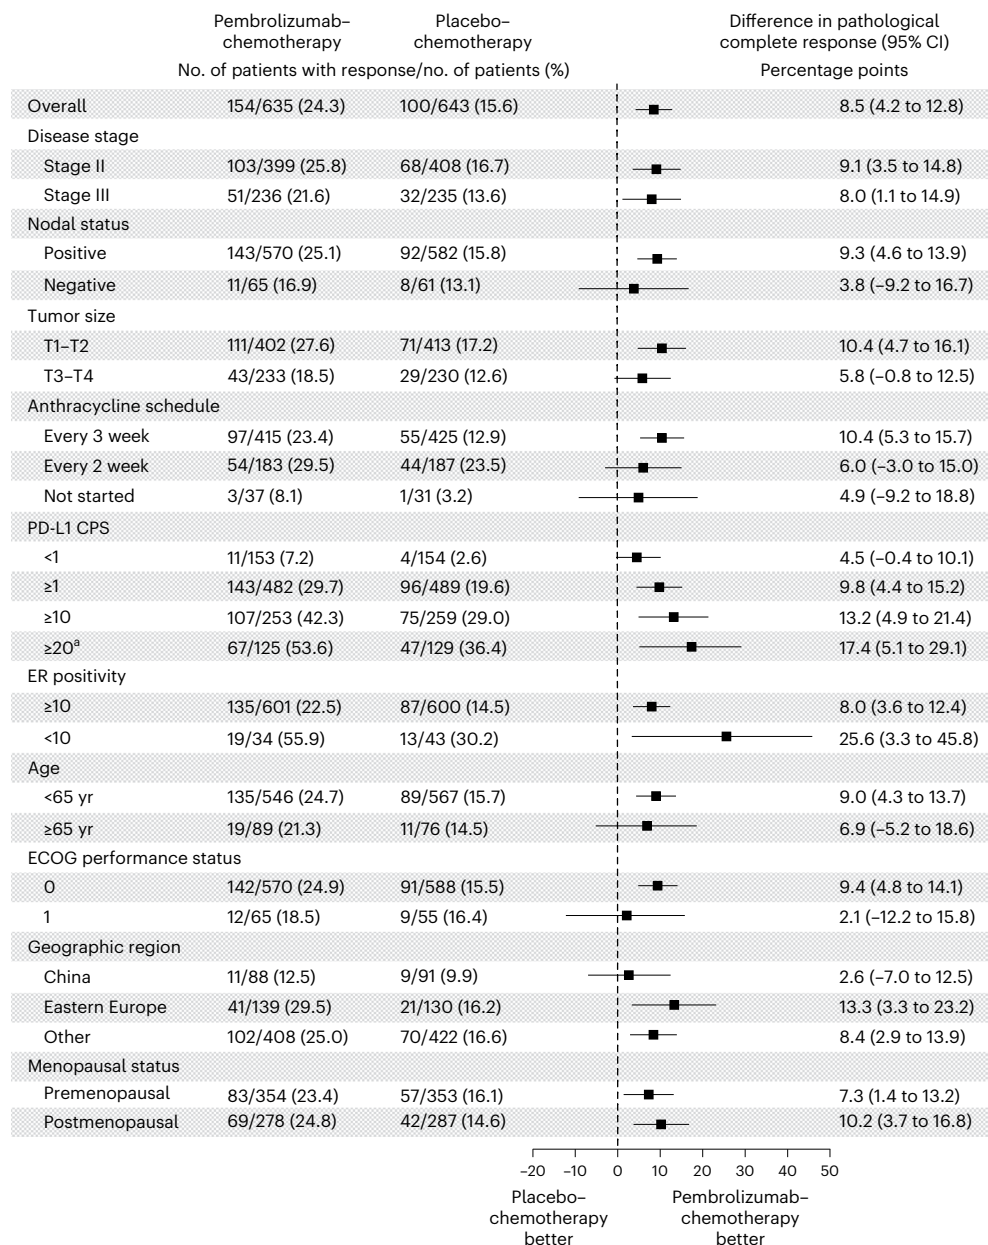 Pembrolizumab–
chemotherapy
Placebo–
chemotherapy
Difference in pathological
complete response (95% CI)
No. of patients with response/no. of patients (%)
Percentage points
Overall 154/635 (24.3) 100/643 (15.6) 8.5 (4.2 to 12.8)
Disease stage
Stage II 103/399 (25.8) 68/408 (16.7) 9.1 (3.5 to 14.8)
Stage III 51/236 (21.6) 32/235 (13.6) 8.0 (1.1 to 14.9)
Nodal status
Positive 143/570 (25.1) 92/582 (15.8) 9.3 (4.6 to 13.9)
Negative 11/65 (16.9) 8/61 (13.1) 3.8 (–9.2 to 16.7)
Tumor size
T1–T2 111/402 (27.6) 71/413 (17.2) 10.4 (4.7 to 16.1)
T3–T4 43/233 (18.5) 29/230 (12.6) 5.8 (–0.8 to 12.5)
Anthracycline schedule
Every 3 week 97/415 (23.4) 55/425 (12.9) 10.4 (5.3 to 15.7)
Every 2 week 54/183 (29.5) 44/187 (23.5) 6.0 (–3.0 to 15.0)
Not started 3/37 (8.1) 1/31 (3.2) 4.9 (–9.2 to 18.8)
PD-L1 CPS
<1 11/153 (7.2) 4/154 (2.6) 4.5 (–0.4 to 10.1)
≥1 143/482 (29.7) 96/489 (19.6) 9.8 (4.4 to 15.2)
≥10 107/253 (42.3) 75/259 (29.0) 13.2 (4.9 to 21.4)
≥20ᵃ 67/125 (53.6) 47/129 (36.4) 17.4 (5.1 to 29.1)
ER positivity
≥10 135/601 (22.5) 87/600 (14.5) 8.0 (3.6 to 12.4)
<10 19/34 (55.9) 13/43 (30.2) 25.6 (3.3 to 45.8)
Age
<65 yr 135/546 (24.7) 89/567 (15.7) 9.0 (4.3 to 13.7)
≥65 yr 19/89 (21.3) 11/76 (14.5) 6.9 (–5.2 to 18.6)
ECOG performance status
0 142/570 (24.9) 91/588 (15.5) 9.4 (4.8 to 14.1)
1 12/65 (18.5) 9/55 (16.4) 2.1 (–12.2 to 15.8)
Geographic region
China 11/88 (12.5) 9/91 (9.9) 2.6 (–7.0 to 12.5)
Eastern Europe 41/139 (29.5) 21/130 (16.2) 13.3 (3.3 to 23.2)
Other 102/408 (25.0) 70/422 (16.6) 8.4 (2.9 to 13.9)
Menopausal status
Premenopausal 83/354 (23.4) 57/353 (16.1) 7.3 (1.4 to 13.2)
Postmenopausal 69/278 (24.8) 42/287 (14.6) 10.2 (3.7 to 16.8)
–20 –10 0 10 20 30 40 50
Placebo–
chemotherapy
better
Pembrolizumab–
chemotherapy
better